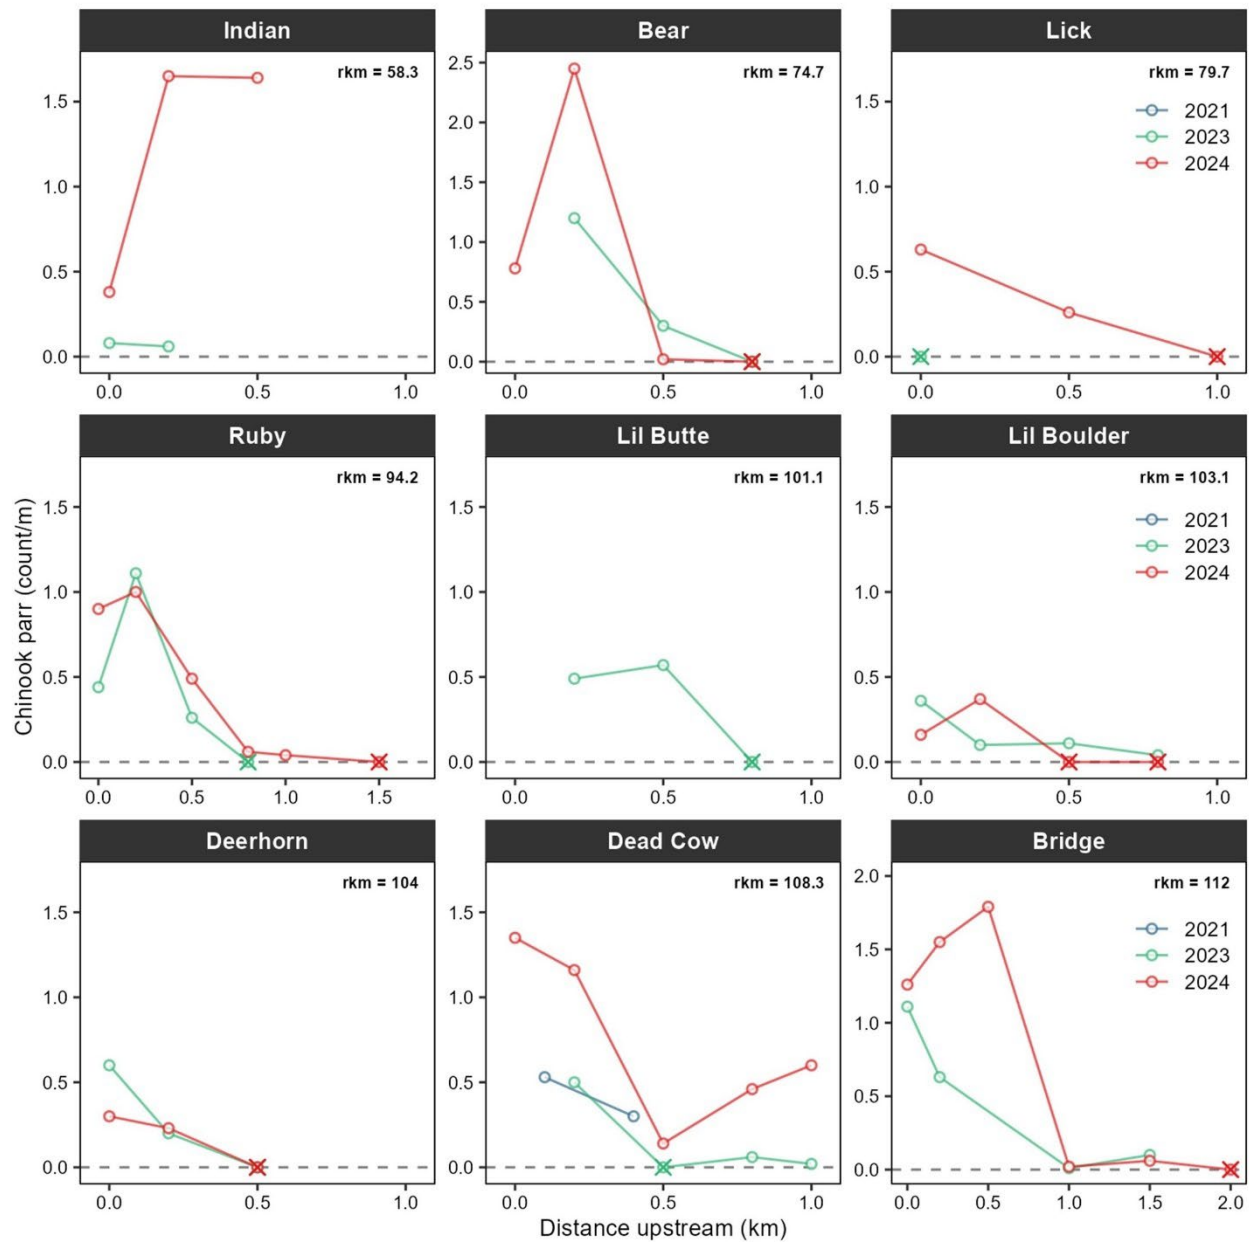 Indian
Bear
Lick
rkm = 58.3
rkm = 74.7
rkm = 79.7
2021
2023
2024
1.5
1.0
0.5
0.0
2.5
2.0
1.5
1.0
0.5
0.0
1.5
1.0
0.5
0.0
0.0 0.5 1.0
0.0 0.5 1.0
0.0 0.5 1.0
Ruby
Lil Butte
Lil Boulder
rkm = 94.2
rkm = 101.1
rkm = 103.1
2021
2023
2024
Chinook parr (count/m)
1.5
1.0
0.5
0.0
1.5
1.0
0.5
0.0
1.5
1.0
0.5
0.0
0.0 0.5 1.0 1.5
0.0 0.5 1.0
0.0 0.5 1.0
Deerhorn
Dead Cow
Bridge
rkm = 104
rkm = 108.3
rkm = 112
2021
2023
2024
1.5
1.0
0.5
0.0
1.5
1.0
0.5
0.0
2.0
1.5
1.0
0.5
0.0
0.0 0.5 1.0
0.0 0.5 1.0
0.0 0.5 1.0 1.5 2.0
Distance upstream (km)